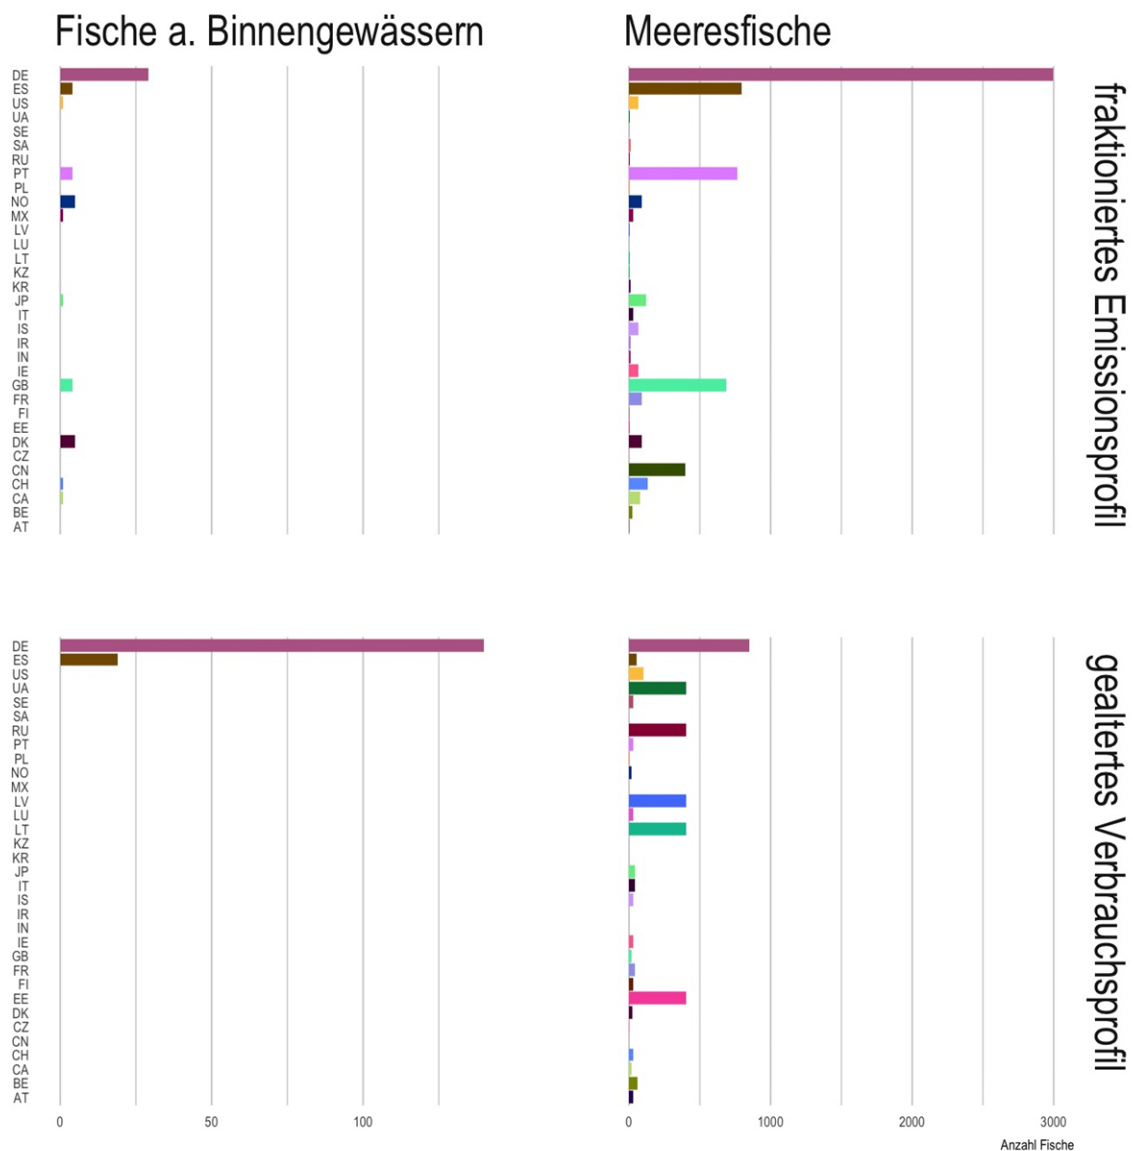 Fische a. Binnengewässern
Meeresfische
DE
ES
US
UA
SE
SA
RU
PT
PL
NO
MX
LV
LU
LT
KZ
KR
JP
IT
IS
IR
IN
IE
GB
FR
FI
EE
DK
CZ
CN
CH
CA
BE
AT
fraktioniertes Emissionsprofil
DE
ES
US
UA
SE
SA
RU
PT
PL
NO
MX
LV
LU
LT
KZ
KR
JP
IT
IS
IR
IN
IE
GB
FR
FI
EE
DK
CZ
CN
CH
CA
BE
AT
gealtertes Verbrauchsprofil
0 50 100
0 1000 2000 3000
Anzahl Fische